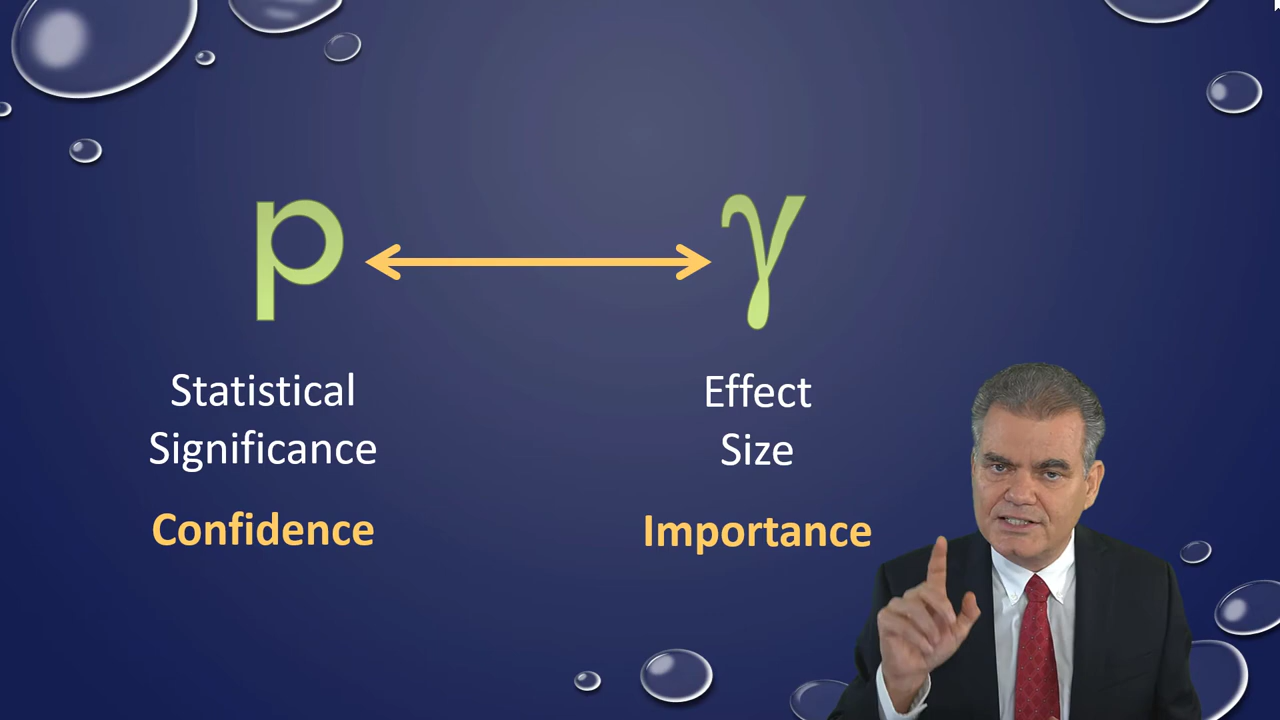 p γ
Statistical
Significance
Confidence
Effect
Size
Importance